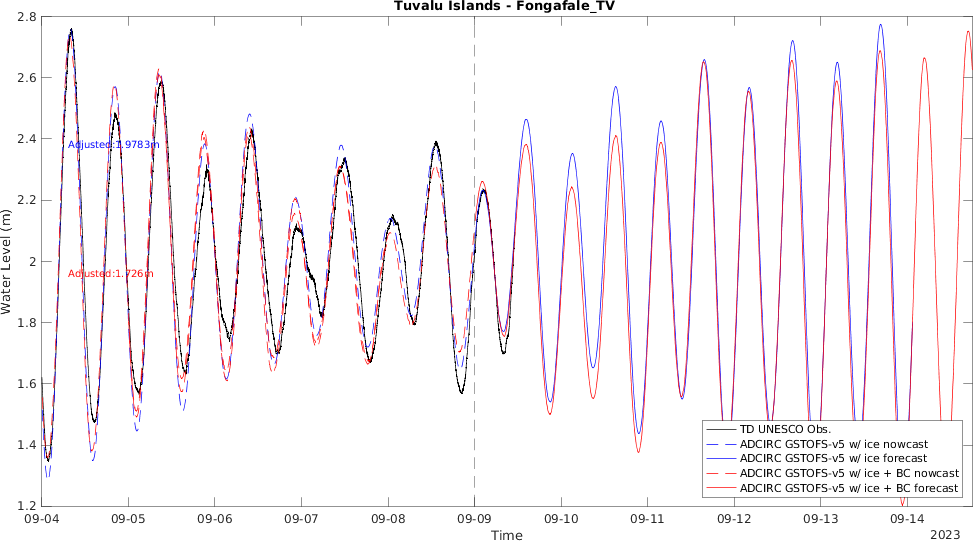 Tuvalu Islands - Fongafale_TV
2.8
2.6
2.4
2.2
2
1.8
1.6
1.4
1.2
Water Level (m)
Adjusted:1.9783m
Adjusted:1.726m
TD UNESCO Obs.
ADCIRC GSTOFS-v5 w/ ice nowcast
ADCIRC GSTOFS-v5 w/ ice forecast
ADCIRC GSTOFS-v5 w/ ice + BC nowcast
ADCIRC GSTOFS-v5 w/ ice + BC forecast
09-04 09-05 09-06 09-07 09-08 09-09 09-10 09-11 09-12 09-13 09-14
Time
2023